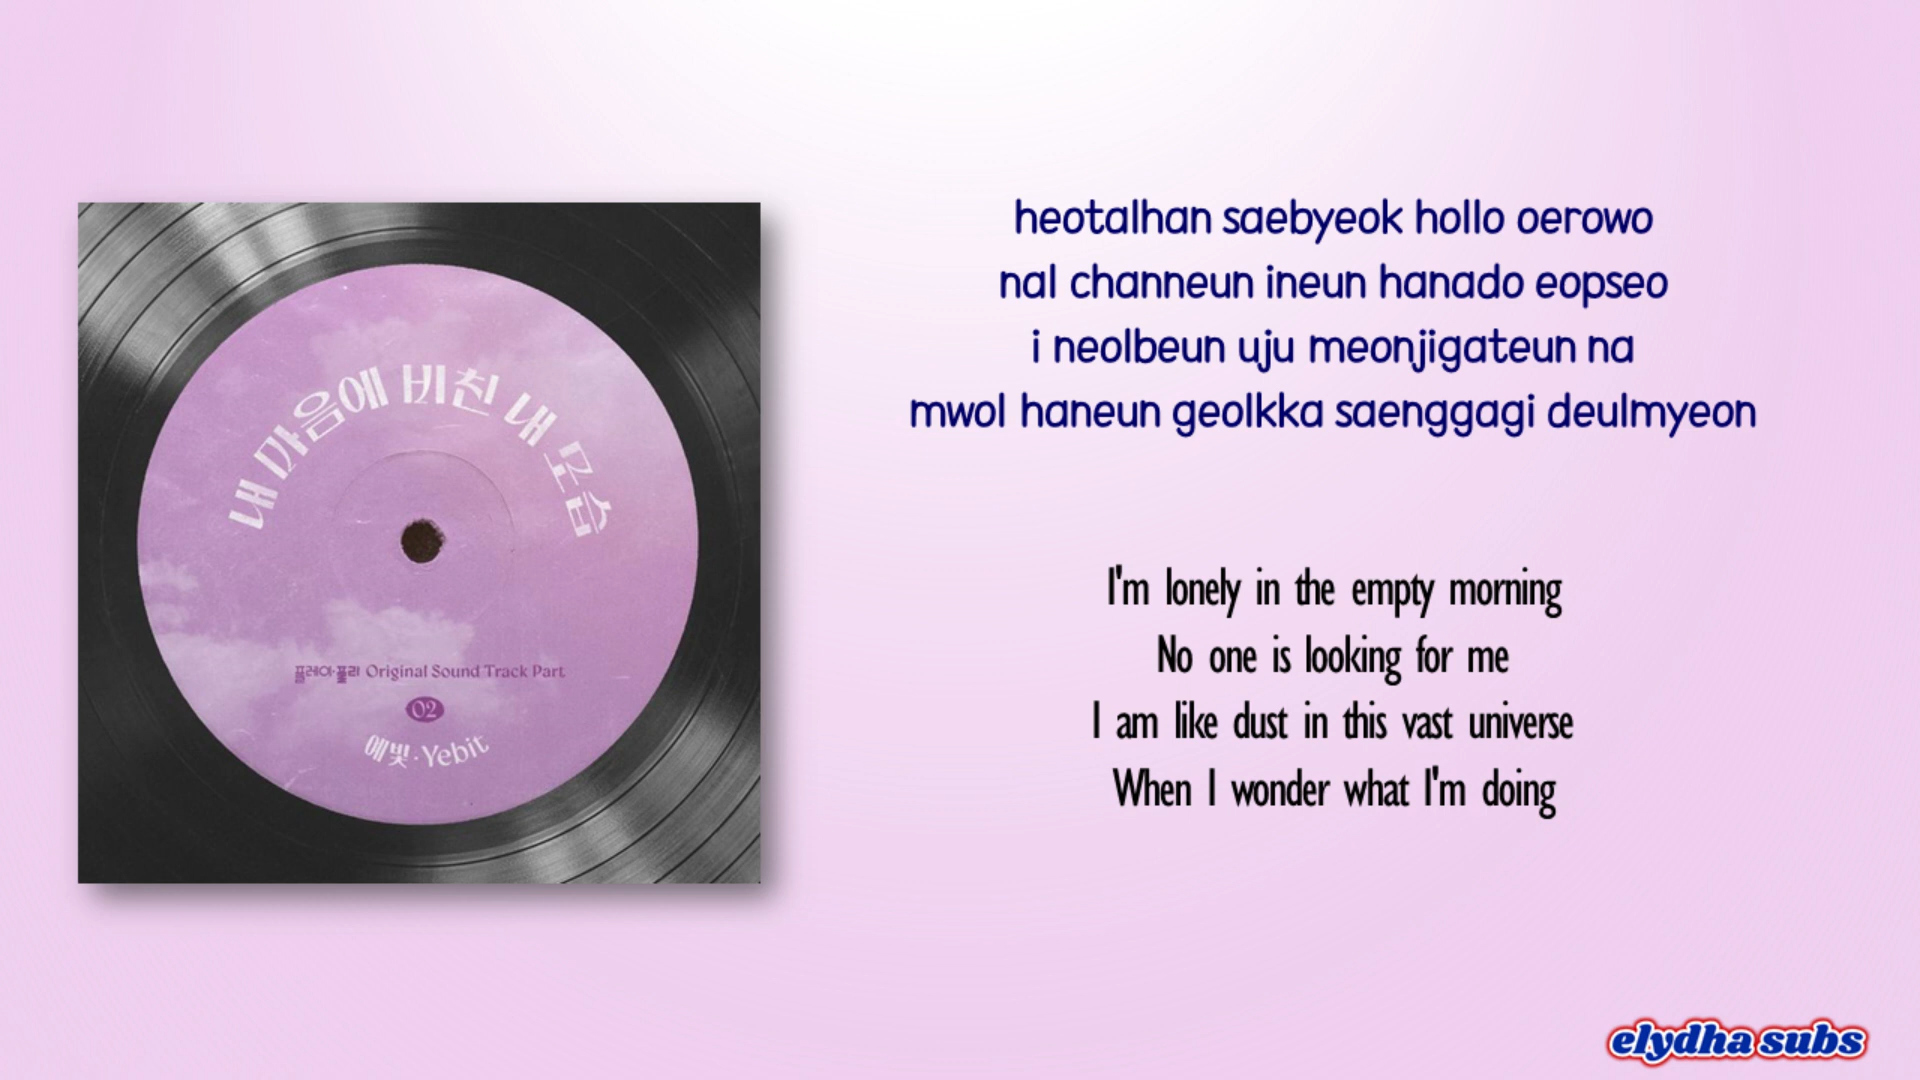 내 마음에 비친 내 모습
플레이·풀리 Original Sound Track Part
02
예빛·Yebit
heotalhan saebyeok hollo oerowo
nal channeun ineun hanado eopseo
i neolbeun uju meonjigateun na
mwol haneun geolkka saenggagi deulmyeon
I'm lonely in the empty morning
No one is looking for me
I am like dust in this vast universe
When I wonder what I'm doing
elydha subs